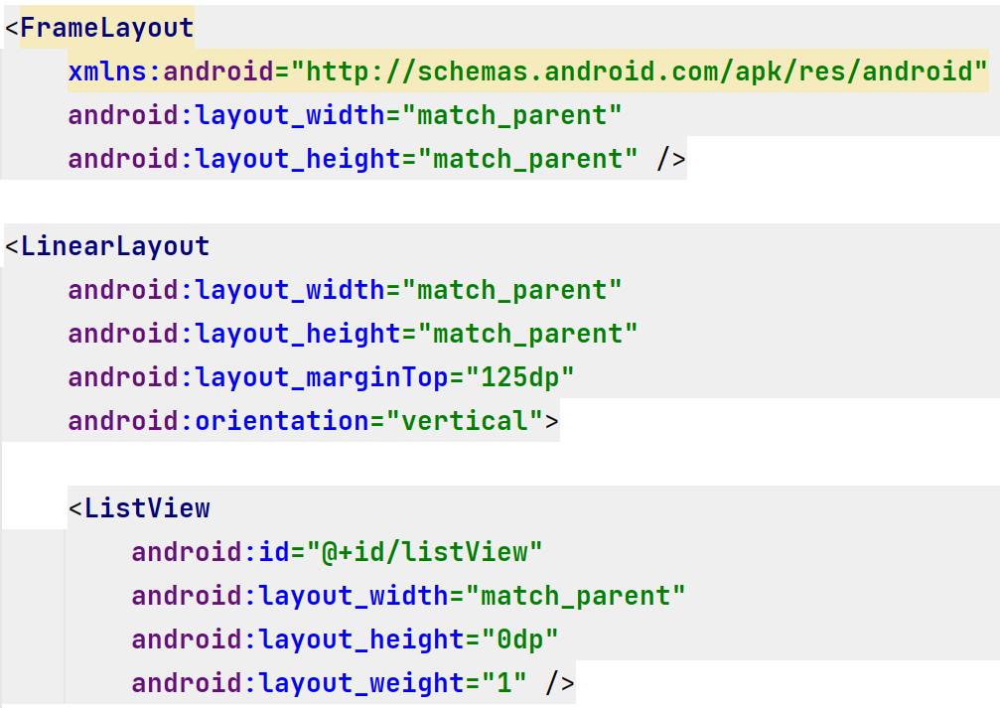 <FrameLayout
    xmlns:android="http://schemas.android.com/apk/res/android"
    android:layout_width="match_parent"
    android:layout_height="match_parent" />
<LinearLayout
    android:layout_width="match_parent"
    android:layout_height="match_parent"
    android:layout_marginTop="125dp"
    android:orientation="vertical">
    <ListView
        android:id="@+id/listView"
        android:layout_width="match_parent"
        android:layout_height="0dp"
        android:layout_weight="1" />